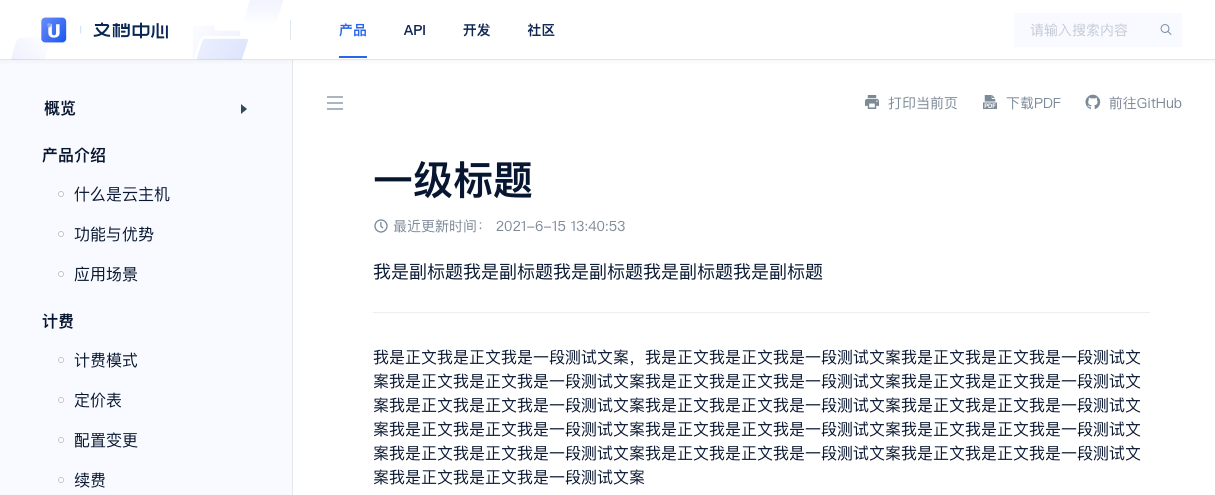 U 文档中心 产品 API 开发 社区 请输入搜索内容
概览
产品介绍
什么是云主机
功能与优势
应用场景
计费
计费模式
定价表
配置变更
续费
打印当前页 下载PDF 前往GitHub
一级标题
最近更新时间： 2021-6-15 13:40:53
我是副标题我是副标题我是副标题我是副标题我是副标题
我是正文我是正文我是一段测试文案，我是正文我是正文我是一段测试文案我是正文我是正文我是一段测试文
案我是正文我是正文我是一段测试文案我是正文我是正文我是一段测试文案我是正文我是正文我是一段测试文
案我是正文我是正文我是一段测试文案我是正文我是正文我是一段测试文案我是正文我是正文我是一段测试文
案我是正文我是正文我是一段测试文案我是正文我是正文我是一段测试文案我是正文我是正文我是一段测试文
案我是正文我是正文我是一段测试文案我是正文我是正文我是一段测试文案我是正文我是正文我是一段测试文
案我是正文我是正文我是一段测试文案